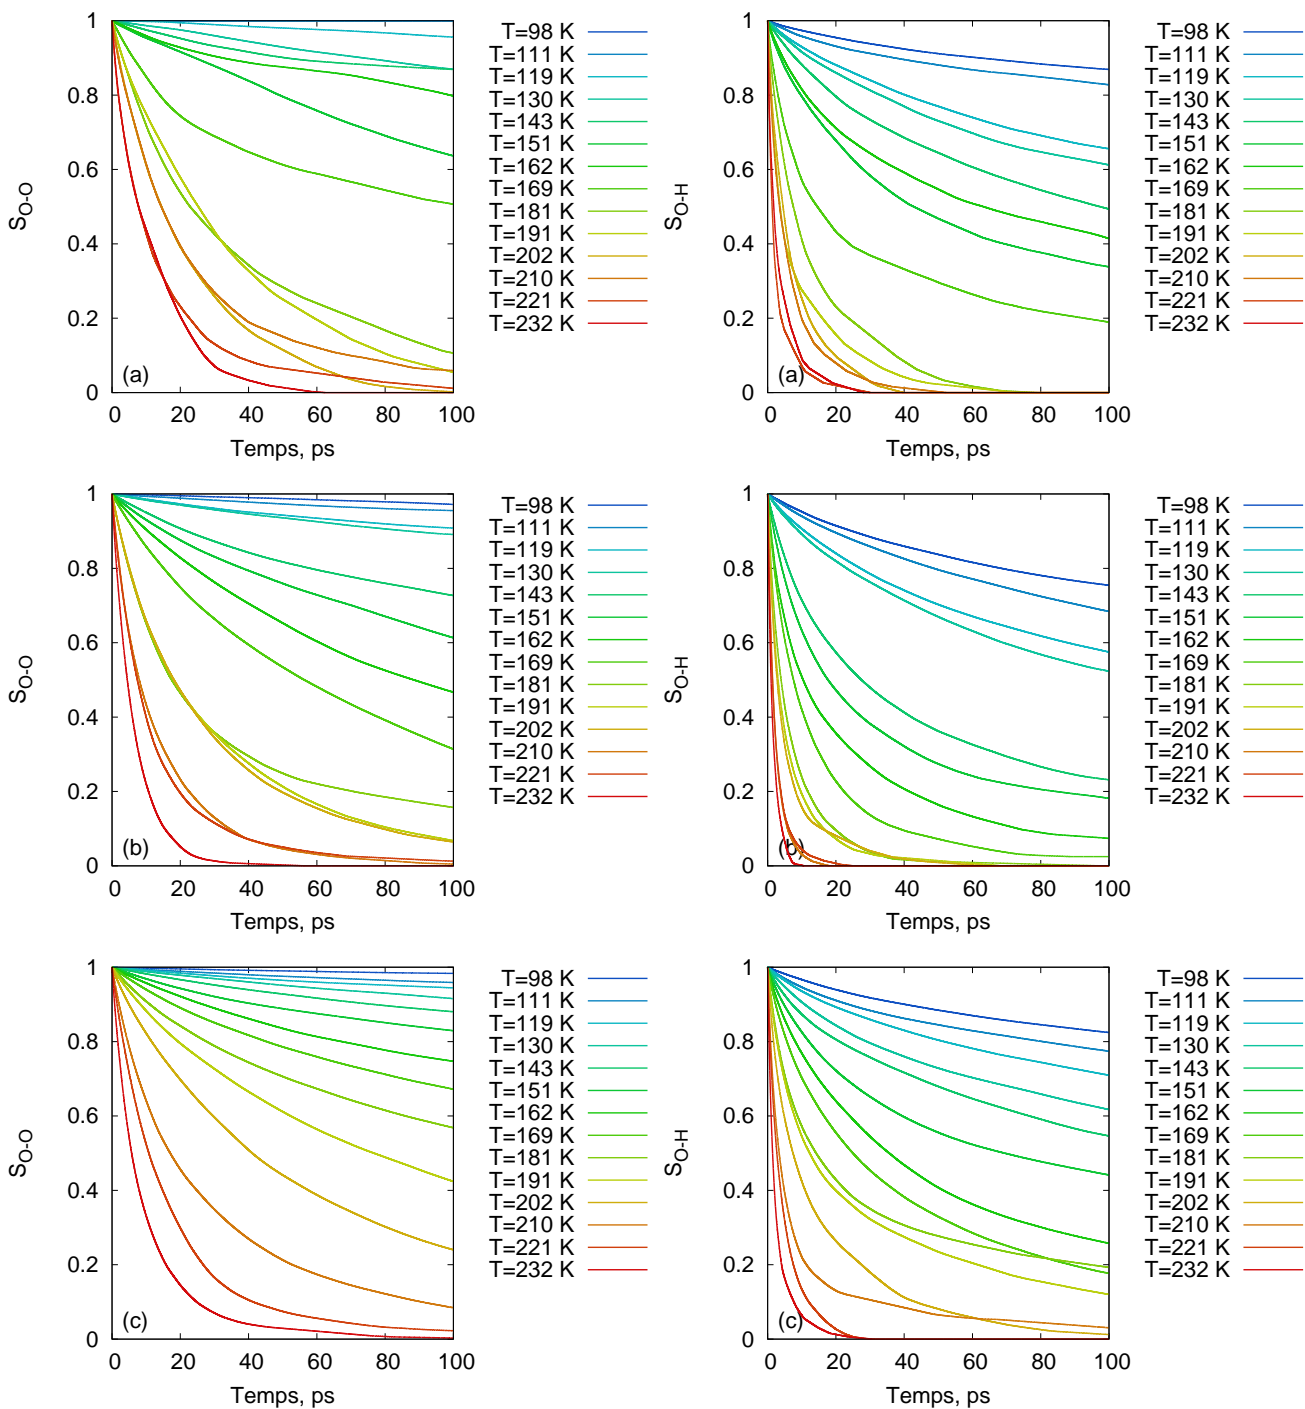 S_O-O
1
0.8
0.6
0.4
0.2
0
0 20 40 60 80 100
Temps, ps
(a)
T=98 K
T=111 K
T=119 K
T=130 K
T=143 K
T=151 K
T=162 K
T=169 K
T=181 K
T=191 K
T=202 K
T=210 K
T=221 K
T=232 K
S_O-H
1
0.8
0.6
0.4
0.2
0
0 20 40 60 80 100
Temps, ps
(a)
T=98 K
T=111 K
T=119 K
T=130 K
T=143 K
T=151 K
T=162 K
T=169 K
T=181 K
T=191 K
T=202 K
T=210 K
T=221 K
T=232 K
S_O-O
1
0.8
0.6
0.4
0.2
0
0 20 40 60 80 100
Temps, ps
(b)
T=98 K
T=111 K
T=119 K
T=130 K
T=143 K
T=151 K
T=162 K
T=169 K
T=181 K
T=191 K
T=202 K
T=210 K
T=221 K
T=232 K
S_O-H
1
0.8
0.6
0.4
0.2
0
0 20 40 60 80 100
Temps, ps
(b)
T=98 K
T=111 K
T=119 K
T=130 K
T=143 K
T=151 K
T=162 K
T=169 K
T=181 K
T=191 K
T=202 K
T=210 K
T=221 K
T=232 K
S_O-O
1
0.8
0.6
0.4
0.2
0
0 20 40 60 80 100
Temps, ps
(c)
T=98 K
T=111 K
T=119 K
T=130 K
T=143 K
T=151 K
T=162 K
T=169 K
T=181 K
T=191 K
T=202 K
T=210 K
T=221 K
T=232 K
S_O-H
1
0.8
0.6
0.4
0.2
0
0 20 40 60 80 100
Temps, ps
(c)
T=98 K
T=111 K
T=119 K
T=130 K
T=143 K
T=151 K
T=162 K
T=169 K
T=181 K
T=191 K
T=202 K
T=210 K
T=221 K
T=232 K